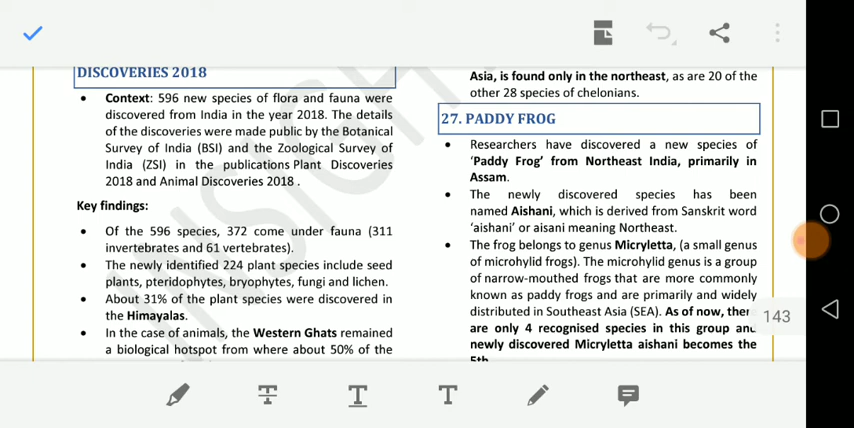 DISCOVERIES 2018
• Context: 596 new species of flora and fauna were
discovered from India in the year 2018. The details
of the discoveries were made public by the Botanical
Survey of India (BSI) and the Zoological Survey of
India (ZSI) in the publications Plant Discoveries
2018 and Animal Discoveries 2018 .
Key findings:
• Of the 596 species, 372 come under fauna (311
invertebrates and 61 vertebrates).
• The newly identified 224 plant species include seed
plants, pteridophytes, bryophytes, fungi and lichen.
• About 31% of the plant species were discovered in
the Himalayas.
• In the case of animals, the Western Ghats remained
a biological hotspot from where about 50% of the
Asia, is found only in the northeast, as are 20 of the
other 28 species of chelonians.
27. PADDY FROG
• Researchers have discovered a new species of
‘Paddy Frog’ from Northeast India, primarily in
Assam.
• The newly discovered species has been
named Aishani, which is derived from Sanskrit word
‘aishani’ or aisani meaning Northeast.
• The frog belongs to genus Micryletta, (a small genus
of microhylid frogs). The microhylid genus is a group
of narrow-mouthed frogs that are more commonly
known as paddy frogs and are primarily and widely
distributed in Southeast Asia (SEA). As of now, ther
are only 4 recognised species in this group and
newly discovered Micryletta aishani becomes the
5th
143
INSIGH
T
T
T